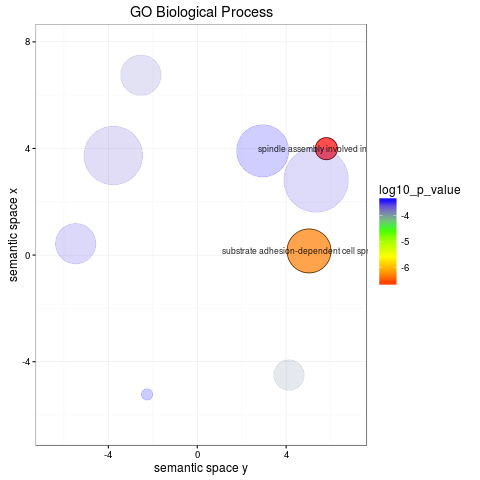 GO Biological Process
8
4
0
-4
semantic space x
spindle assembly involved in
substrate adhesion-dependent cell spr
-4
0
4
semantic space y
log10_p_value
-4
-5
-6